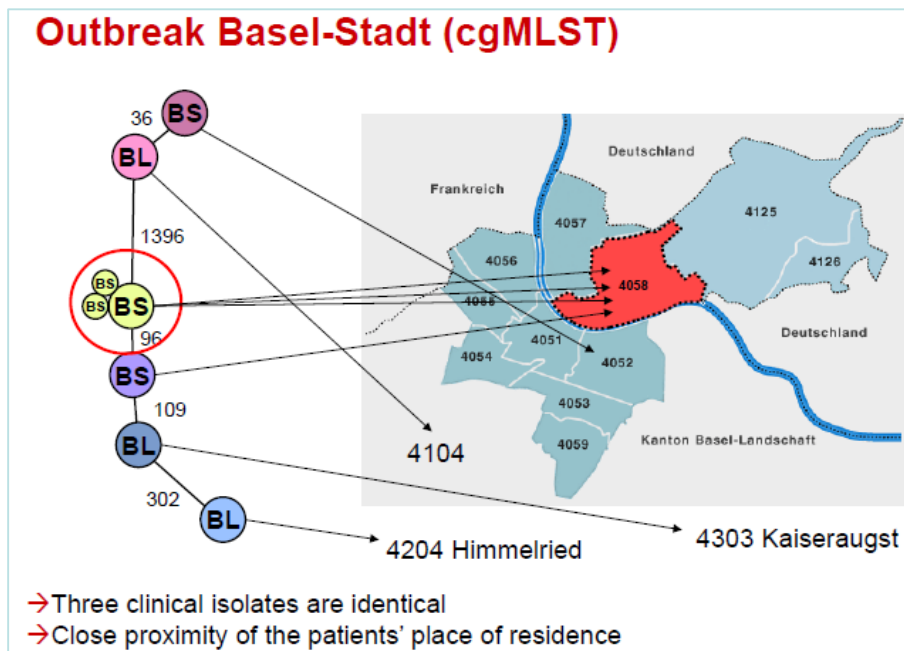 Outbreak Basel-Stadt (cgMLST)
BS
36
BL
1396
BS
BS
BS
96
BS
109
BL
302
BL
Deutschland
Frankreich
4057
4125
4056
4126
4058
4055
Deutschland
4051
4054
4052
4053
4059
Kanton Basel-Landschaft
4104
4303 Kaiseraugst
4204 Himmelried
→Three clinical isolates are identical
→Close proximity of the patients’ place of residence